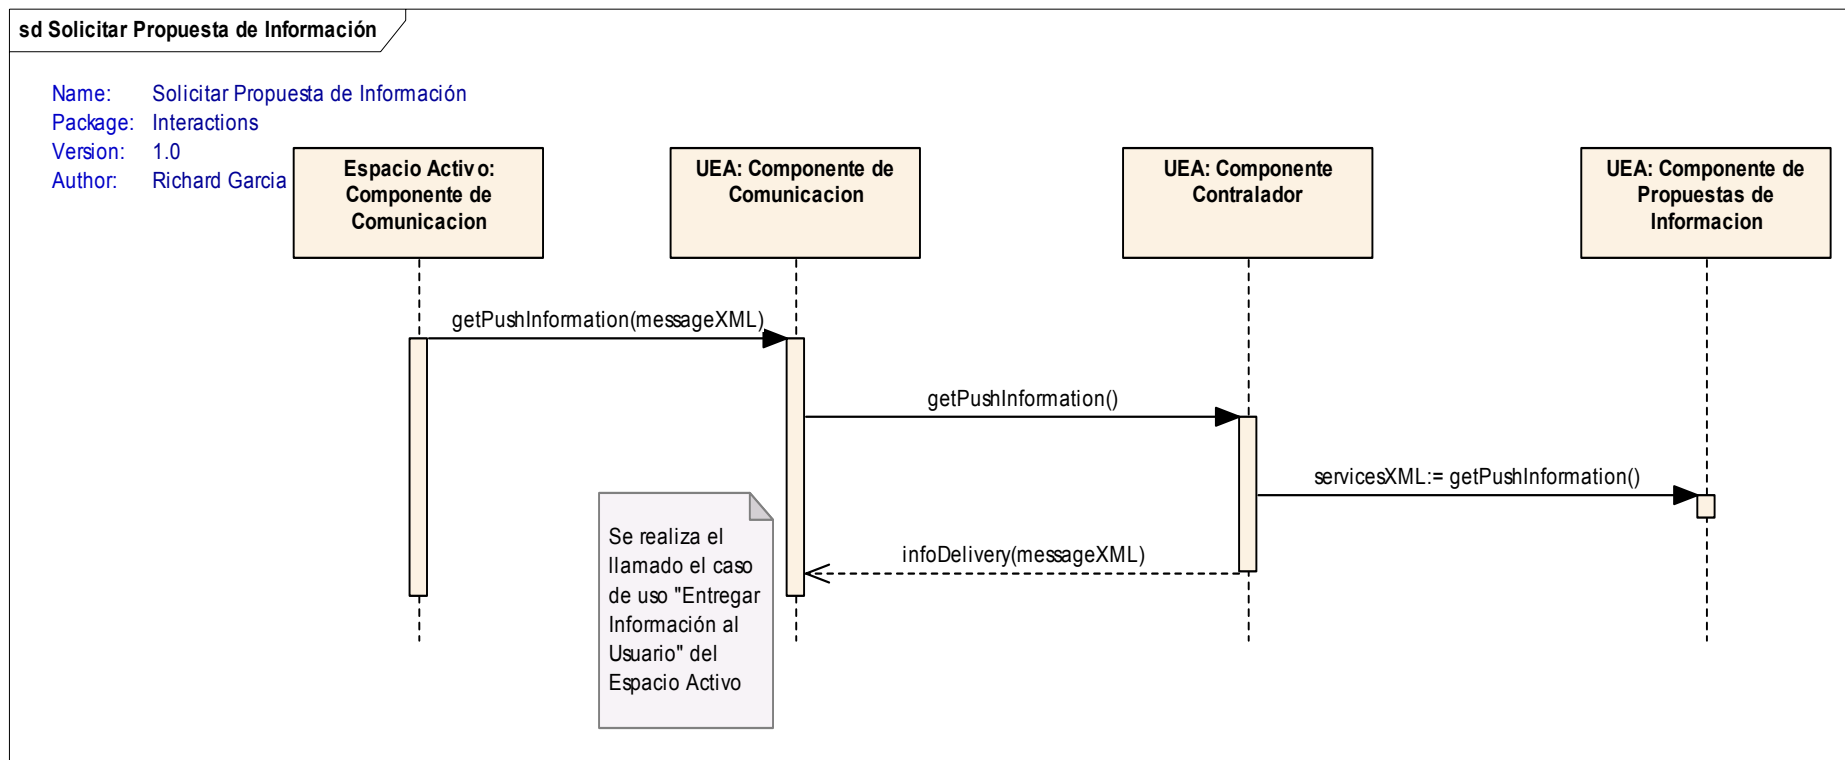 sd Solicitar Propuesta de Información
Name: Solicitar Propuesta de Información
Package: Interactions
Version: 1.0
Author: Richard Garcia
Espacio Activo:
Componente de
Comunicacion
UEA: Componente de
Comunicacion
UEA: Componente
Contralador
UEA: Componente de
Propuestas de
Informacion
getPushInformation(messageXML)
getPushInformation()
servicesXML:= getPushInformation()
infoDelivery(messageXML)
Se realiza el
llamado el caso
de uso "Entregar
Información al
Usuario" del
Espacio Activo